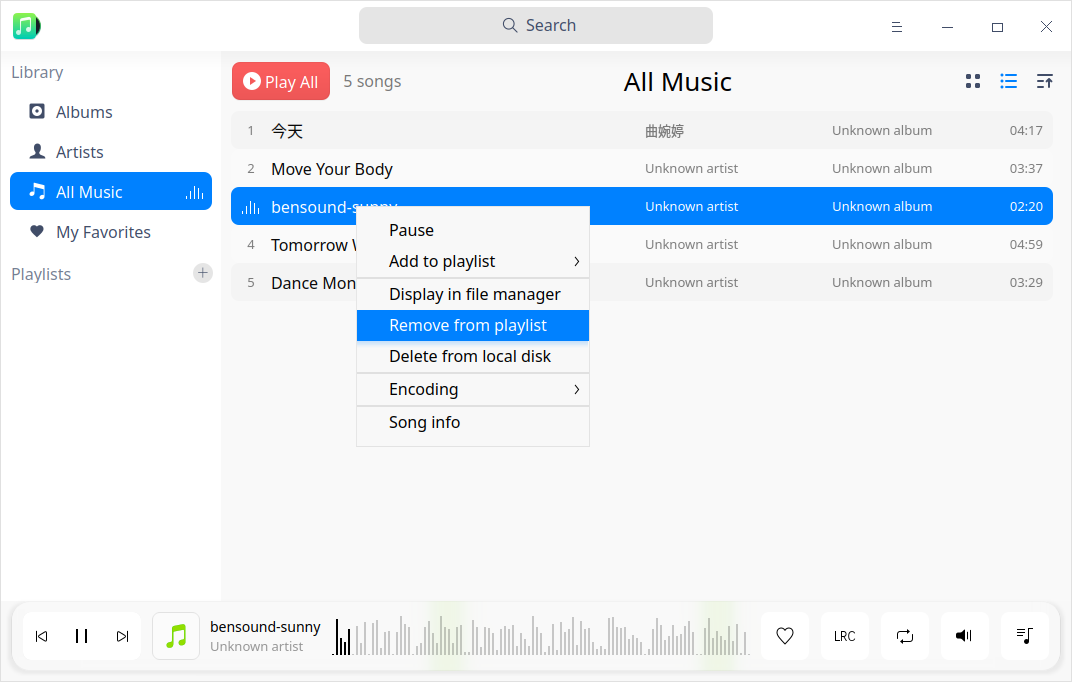 Search
Library
Albums
Artists
All Music
My Favorites
Playlists
Play All
5 songs
All Music
1 今天 曲婉婷 Unknown album 04:17
2 Move Your Body Unknown artist Unknown album 03:37
bensound-sunny Unknown artist Unknown album 02:20
4 Tomorrow Unknown artist Unknown album 04:59
5 Dance Mon Unknown artist Unknown album 03:29
Pause
Add to playlist
Display in file manager
Remove from playlist
Delete from local disk
Encoding
Song info
bensound-sunny
Unknown artist
LRC